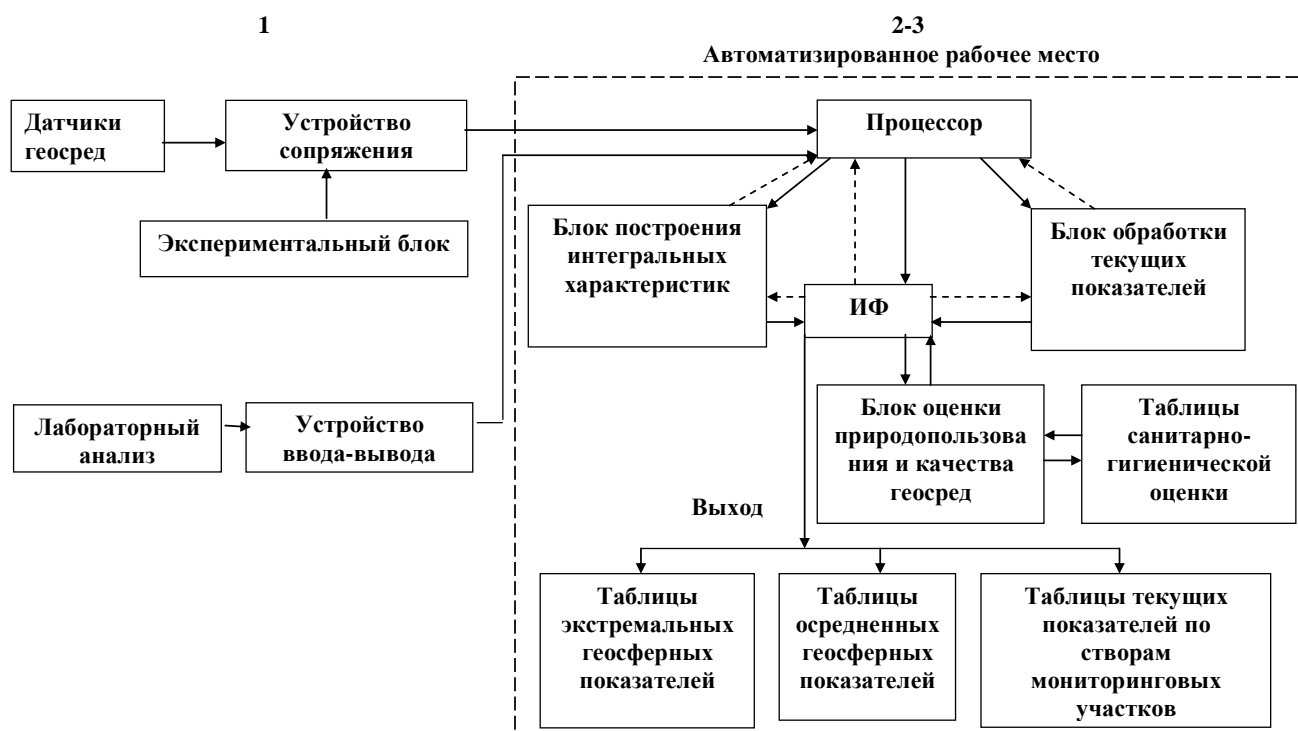 1
2-3
Автоматизированное рабочее место
Датчики
геосред
Устройство
сопряжения
Процессор
Экспериментальный блок
Блок построения
интегральных
характеристик
Блок обработки
текущих
показателей
ИФ
Лабораторный
анализ
Устройство
ввода-вывода
Блок оценки
природопользова
ния и качества
геосред
Таблицы
санитарно-
гигиенической
оценки
Выход
Таблицы
экстремальных
геосферных
показателей
Таблицы
осредненных
геосферных
показателей
Таблицы текущих
показателей по
створам
мониторинговых
участков